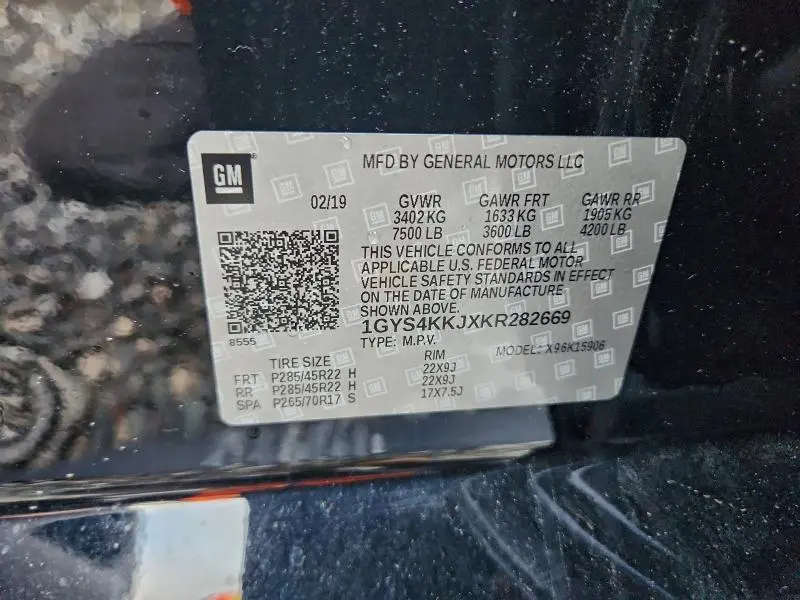 GM
MFD BY GENERAL MOTORS LLC
02/19 GVWR GAWR FRT GAWR RR
3402 KG 1633 KG 1905 KG
7500 LB 3600 LB 4200 LB
THIS VEHICLE CONFORMS TO ALL
APPLICABLE U.S. FEDERAL MOTOR
VEHICLE SAFETY STANDARDS IN EFFECT
ON THE DATE OF MANUFACTURE
SHOWN ABOVE.
1GYS4KKJXKR282669
8555
TYPE: M.P.V. MODEL: X96K15906
TIRE SIZE RIM
FRT P285/45R22 H 22X9J
RR P285/45R22 H 22X9J
SPA P265/70R17 S 17X7.5J